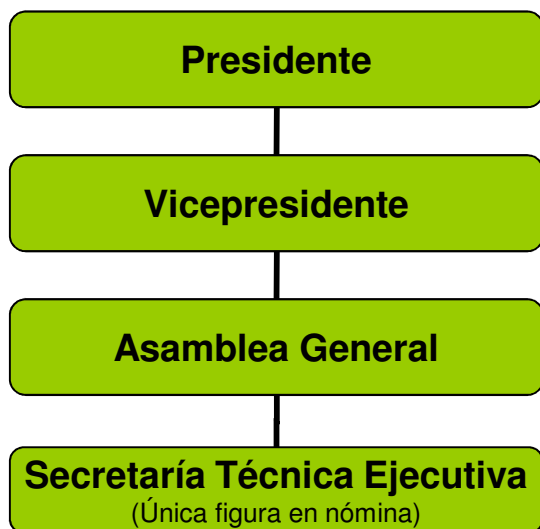 Presidente
Vicepresidente
Asamblea General
Secretaría Técnica Ejecutiva
(Única figura en nómina)